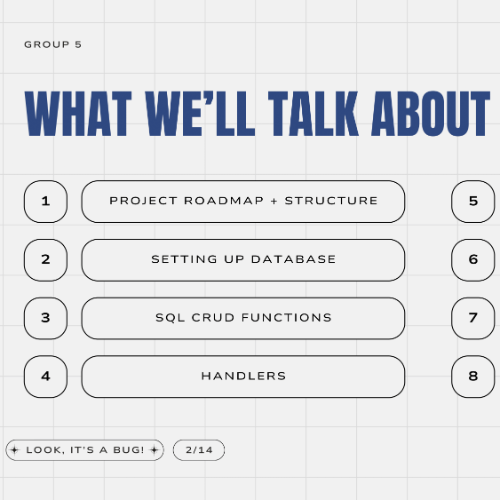 GROUP 5
WHAT WE'LL TALK ABOUT
1 PROJECT ROADMAP + STRUCTURE 5
2 SETTING UP DATABASE 6
3 SQL CRUD FUNCTIONS 7
4 HANDLERS 8
LOOK, IT'S A BUG! 2/14